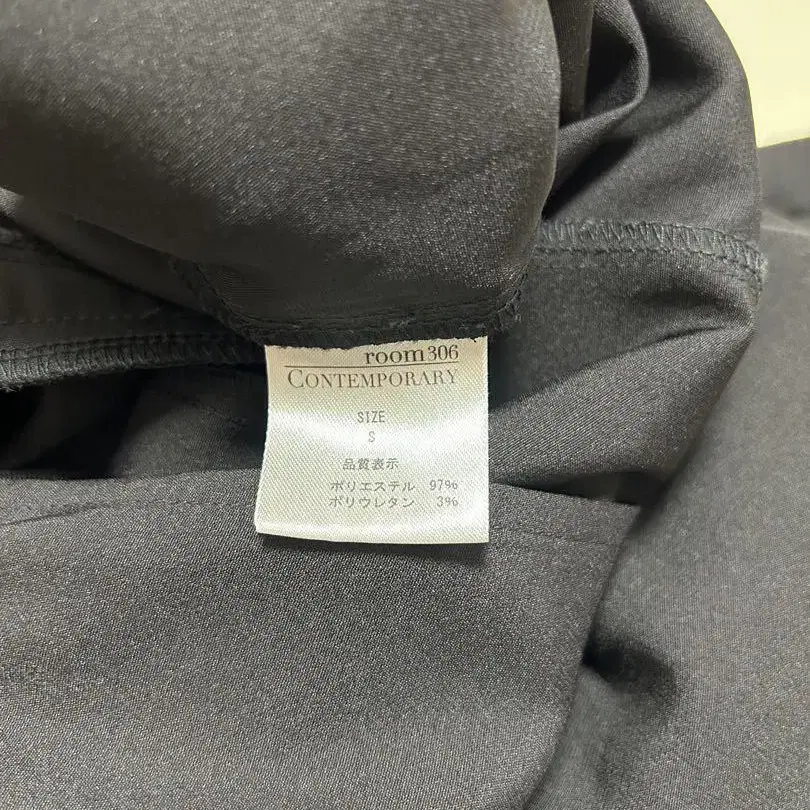 room306
CONTEMPORARY
SIZE
S
品質表示
ポリエステル 97%
ポリウレタン 3%